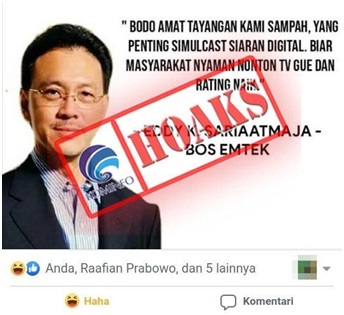 " BODO AMAT TAYANGAN KAMI SAMPAH, YANG
PENTING SIMULCAST SIARAN DIGITAL. BIAR
MASYARAKAT NYAMAN NONTON TV GUE DAN
RATING NAIK."
HOAKS
KOMINFO
EDDY K. SARIAATMAJA -
BOS EMTEK
Anda, Raafian Prabowo, dan 5 lainnya
Haha
Komentari